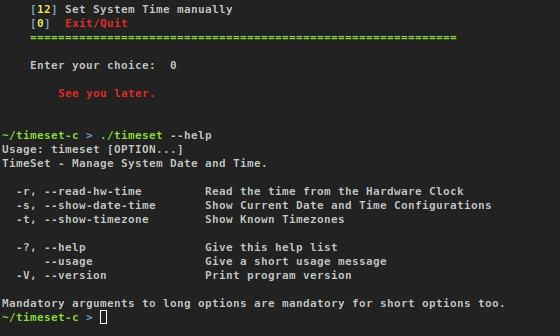 [12] Set System Time manually
[0]  Exit/Quit
=============================================================
Enter your choice:  0
See you later.
~/timeset-c > ./timeset --help
Usage: timeset [OPTION...]
TimeSet - Manage System Date and Time.
-r, --read-hw-time         Read the time from the Hardware Clock
-s, --show-date-time       Show Current Date and Time Configurations
-t, --show-timezone        Show Known Timezones
-?, --help                 Give this help list
--usage                Give a short usage message
-V, --version              Print program version
Mandatory arguments to long options are mandatory for short options too.
~/timeset-c >